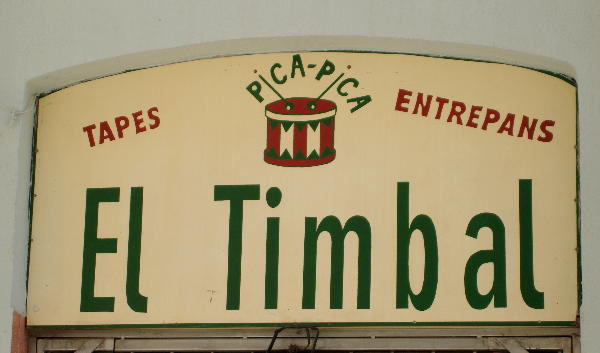 PICA-PICA
TAPES
ENTREPANS
El Timbal